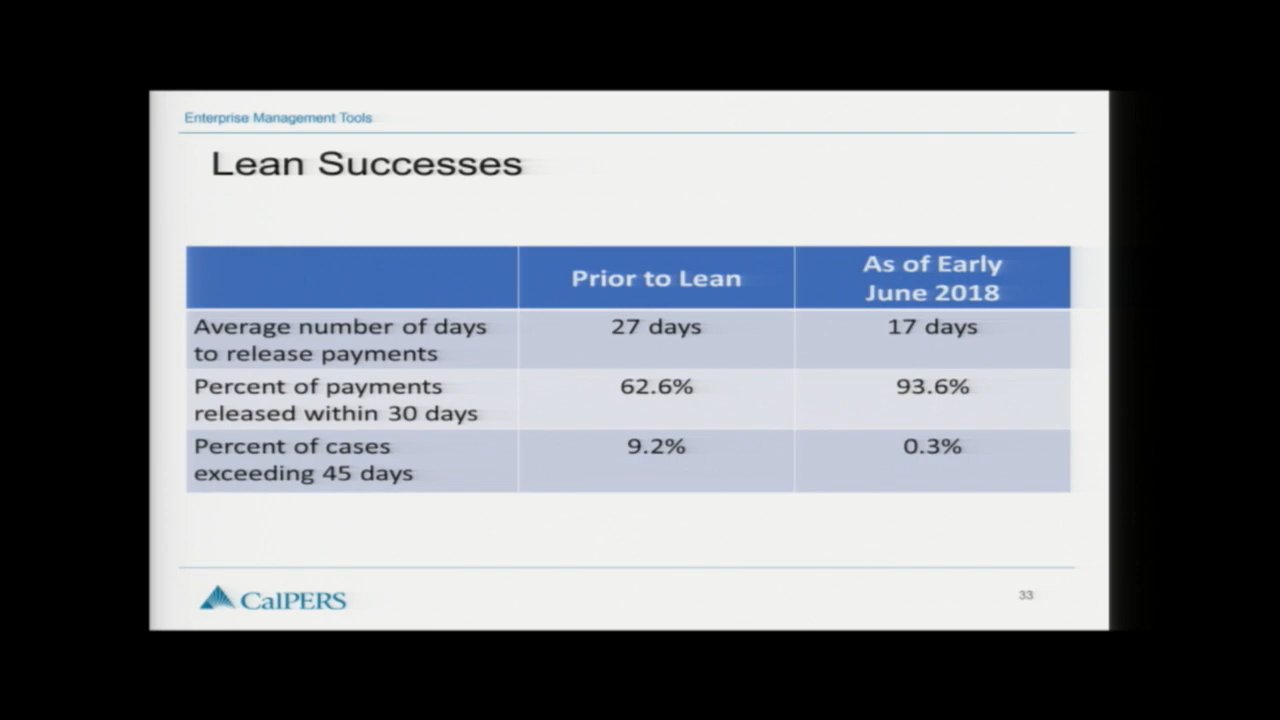 Enterprise Management Tools
Lean Successes
Prior to Lean
As of Early
June 2018
Average number of days
to release payments
27 days
17 days
Percent of payments
released within 30 days
62.6%
93.6%
Percent of cases
exceeding 45 days
9.2%
0.3%
CalPERS
33